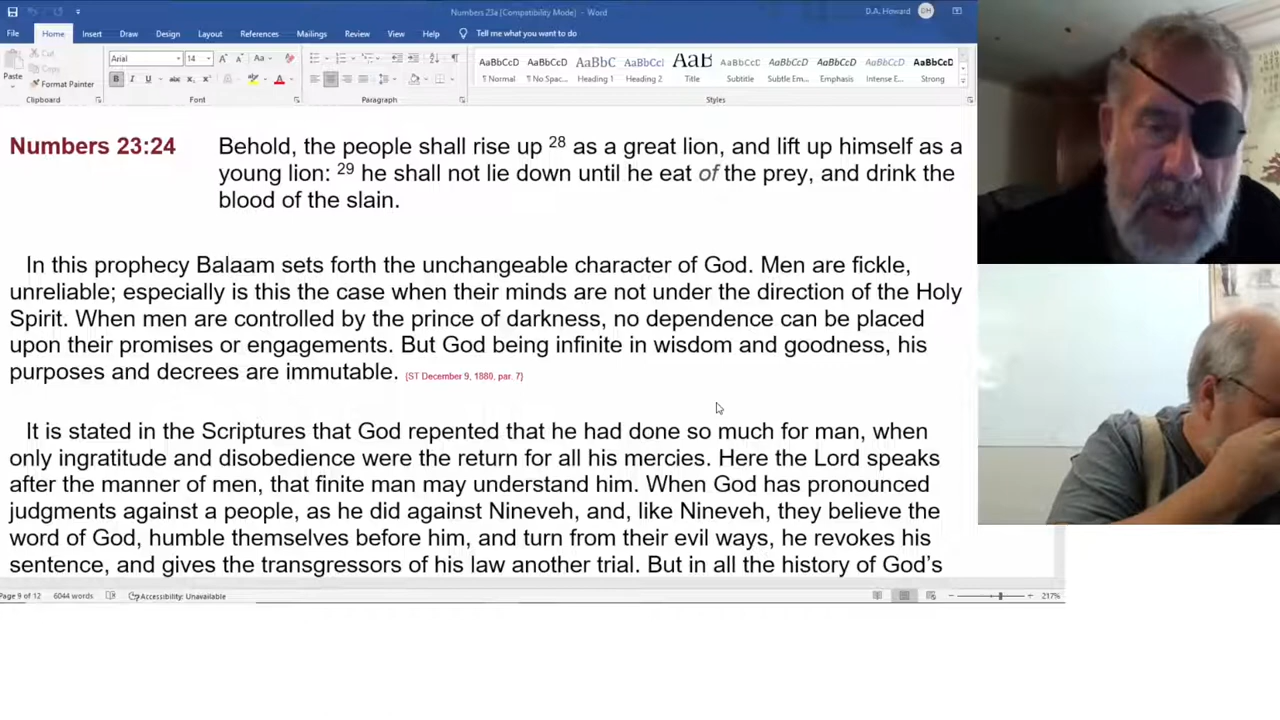 Numbers 23a [Compatibility Mode] - Word
D.A. Howard DH
File Home Insert Draw Design Layout References Mailings Review View Help Tell me what you want to do
Cut
Copy
Paste
Format Painter
Arial 14 A A Aa
B I U
AaBbCcD AaBbCcD AaBbC AaBbCcI AaB AaBbCcD AaBbCcD AaBbCcD AaBbCcD AaBbCcD
¶ Normal ¶ No Spac... Heading 1 Heading 2 Title Subtitle Subtle Em... Emphasis Intense E... Strong
Clipboard Font Paragraph Styles
Numbers 23:24 Behold, the people shall rise up 28 as a great lion, and lift up himself as a
young lion: 29 he shall not lie down until he eat of the prey, and drink the
blood of the slain.
In this prophecy Balaam sets forth the unchangeable character of God. Men are fickle,
unreliable; especially is this the case when their minds are not under the direction of the Holy
Spirit. When men are controlled by the prince of darkness, no dependence can be placed
upon their promises or engagements. But God being infinite in wisdom and goodness, his
purposes and decrees are immutable. {ST December 9, 1880, par. 7}
It is stated in the Scriptures that God repented that he had done so much for man, when
only ingratitude and disobedience were the return for all his mercies. Here the Lord speaks
after the manner of men, that finite man may understand him. When God has pronounced
judgments against a people, as he did against Nineveh, and, like Nineveh, they believe the
word of God, humble themselves before him, and turn from their evil ways, he revokes his
sentence, and gives the transgressors of his law another trial. But in all the history of God's
Page 9 of 12 6044 words Accessibility: Unavailable 217%